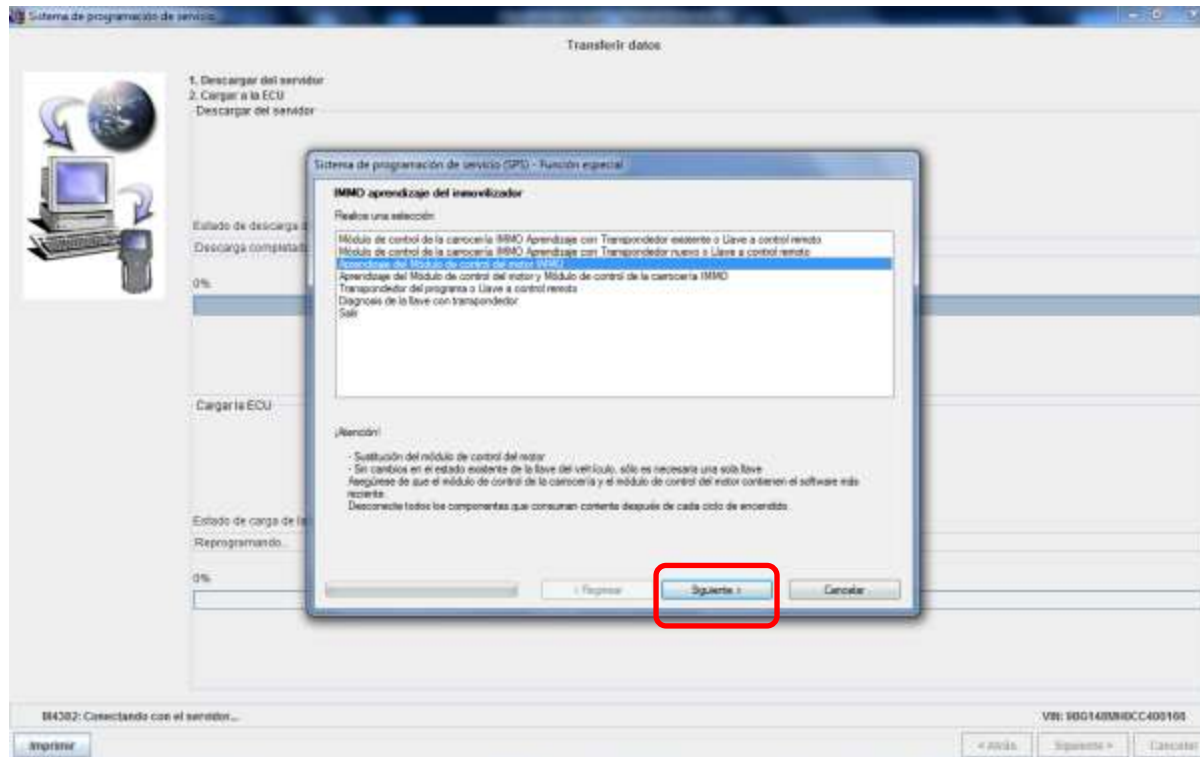 Sistema de programación de servicio
Transferir datos
1. Descargar del servidor
2. Cargar a la ECU
Descargar del servidor
Sistema de programación de servicio (SPS) - Función especial
IMMO aprendizaje del inmovilizador
Realice una selección
Módulo de control de la carrocería IMMO Aprendizaje con Transpondedor existente o Llave a control remoto
Módulo de control de la carrocería IMMO Aprendizaje con Transpondedor nuevo o Llave a control remoto
Aprendizaje del Módulo de control del motor IMMO
Aprendizaje del Módulo de control del motor y Módulo de control de la carrocería IMMO
Transpondedor del programa o Llave a control remoto
Diagnosis de la llave con transpondedor
Salir
Estado de descarga
Descarga completada
0%
Cargar la ECU
¡Atención!
- Sustitución del módulo de control del motor
- Sin cambios en el estado existente de la llave del vehículo, sólo es necesaria una sola llave
Asegúrese de que el módulo de control de la carrocería y el módulo de control del motor contienen el software más
reciente.
Desconecte todos los componentes que consuman corriente después de cada ciclo de encendido.
Estado de carga de la
Reprogramando...
0%
< Regresar
Siguiente >
Cancelar
Conectando con el servidor...
VIN:
Imprimir
< Atrás
Siguiente >
Cancelar